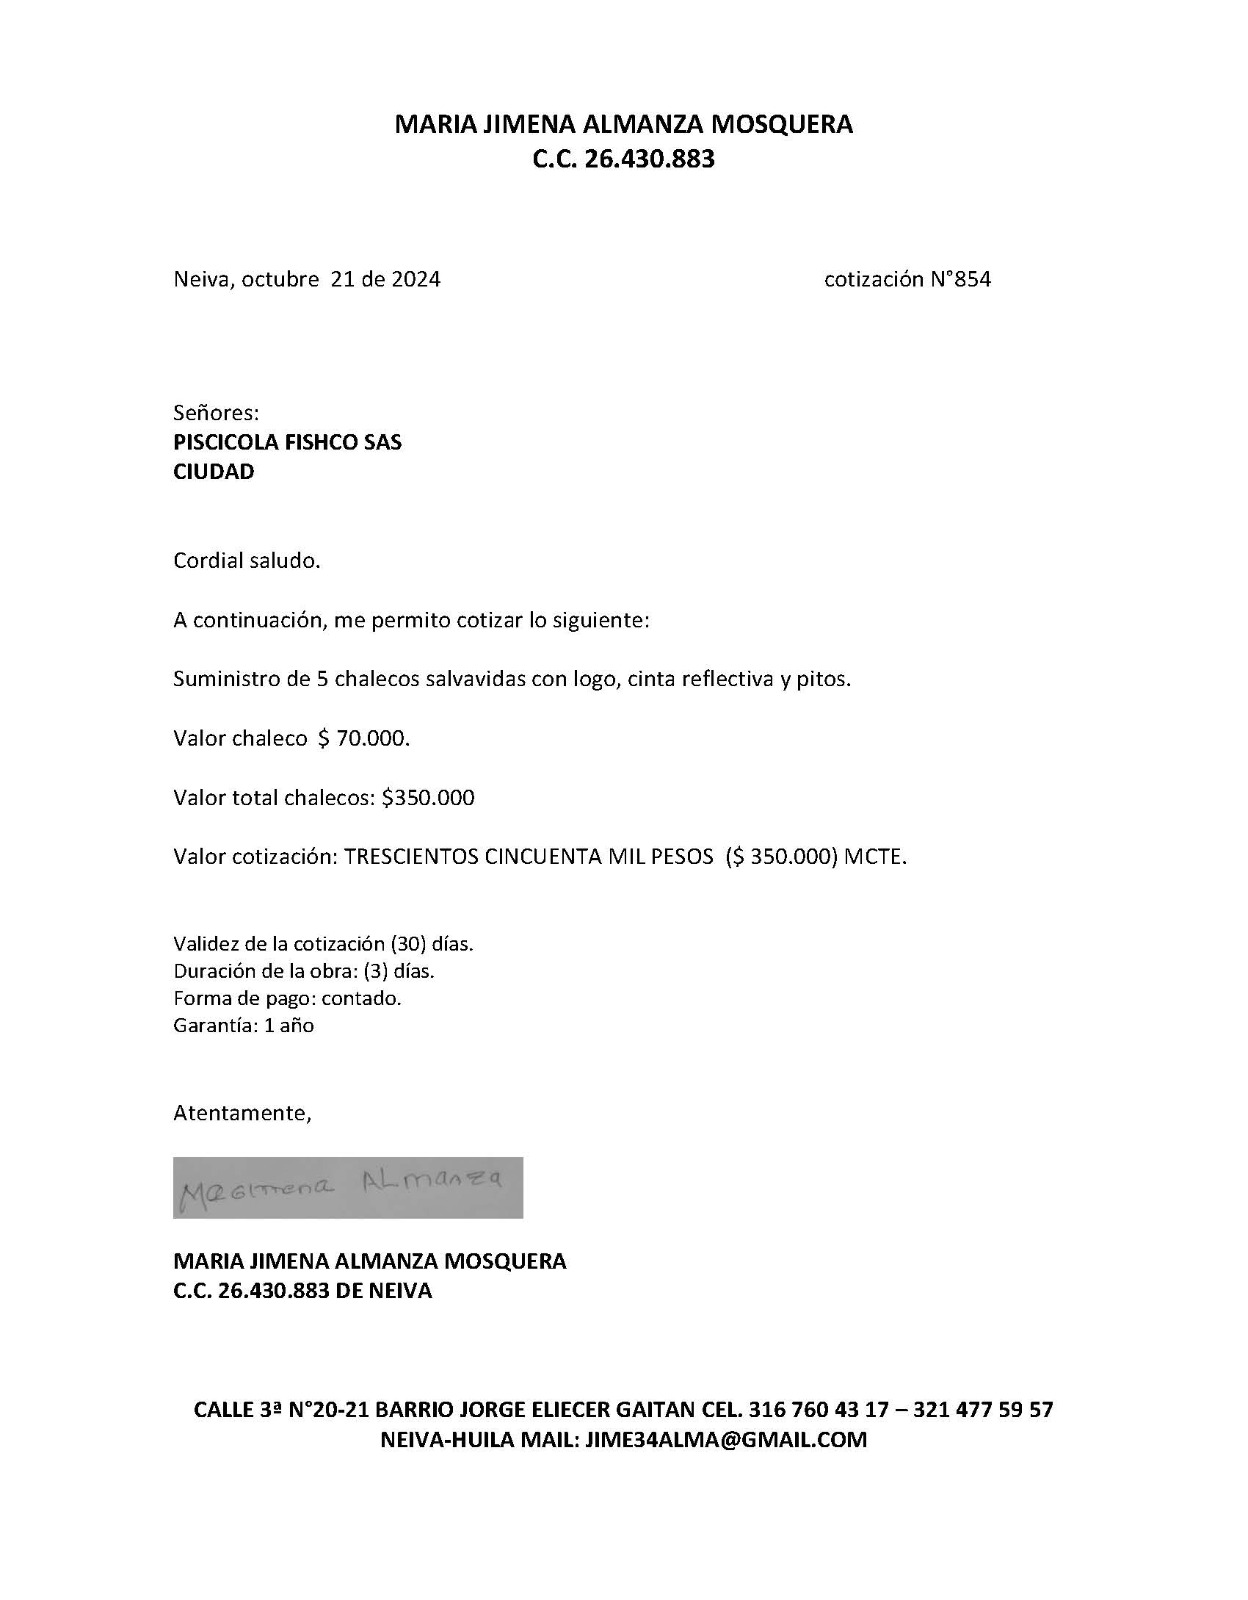 MARIA JIMENA ALMANZA MOSQUERA
C.C. 26.430.883
Neiva, octubre 21 de 2024 cotización N°854
Señores:
PISCICOLA FISHCO SAS
CIUDAD
Cordial saludo.
A continuación, me permito cotizar lo siguiente:
Suministro de 5 chalecos salvavidas con logo, cinta reflectiva y pitos.
Valor chaleco $ 70.000.
Valor total chalecos: $350.000
Valor cotización: TRESCIENTOS CINCUENTA MIL PESOS ($ 350.000) MCTE.
Validez de la cotización (30) días.
Duración de la obra: (3) días.
Forma de pago: contado.
Garantía: 1 año
Atentamente,
ALmanza
MARIA JIMENA ALMANZA MOSQUERA
C.C. 26.430.883 DE NEIVA
CALLE 3ª N°20-21 BARRIO JORGE ELIECER GAITAN CEL. 316 760 43 17 – 321 477 59 57
NEIVA-HUILA MAIL: JIME34ALMA@GMAIL.COM